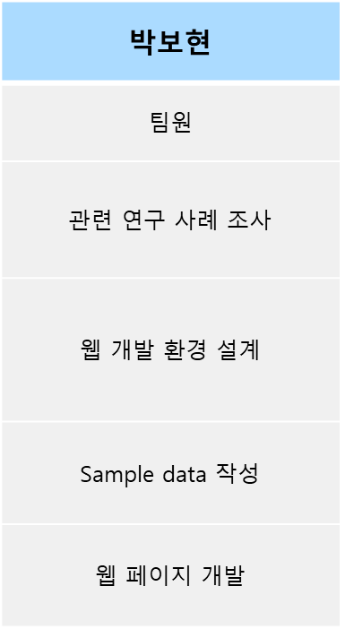 박보현
팀원
관련 연구 사례 조사
웹 개발 환경 설계
Sample data 작성
웹 페이지 개발